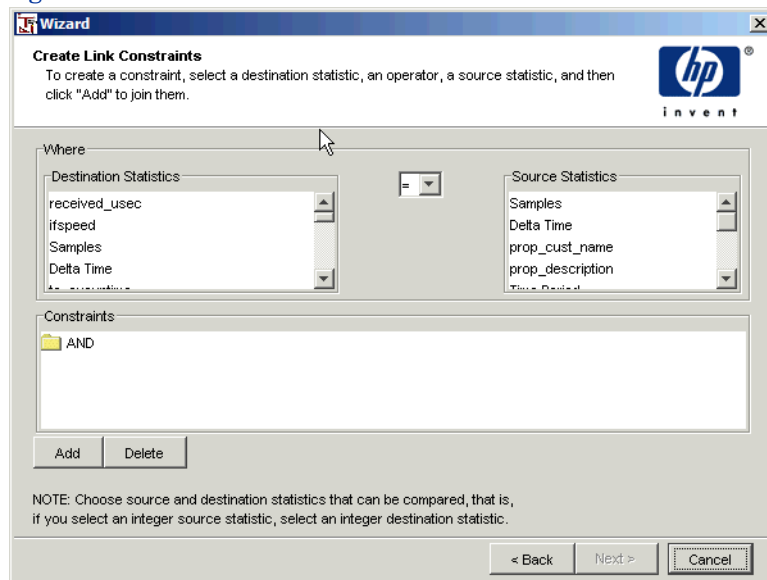 Wizard
Create Link Constraints
To create a constraint, select a destination statistic, an operator, a source statistic, and then
click "Add" to join them.
hp
®
invent
Where
Destination Statistics
received_usec
ifspeed
Samples
Delta Time
=
Source Statistics
Samples
Delta Time
prop_cust_name
prop_description
Time Period
Constraints
AND
Add
Delete
NOTE: Choose source and destination statistics that can be compared, that is,
if you select an integer source statistic, select an integer destination statistic.
< Back
Next >
Cancel